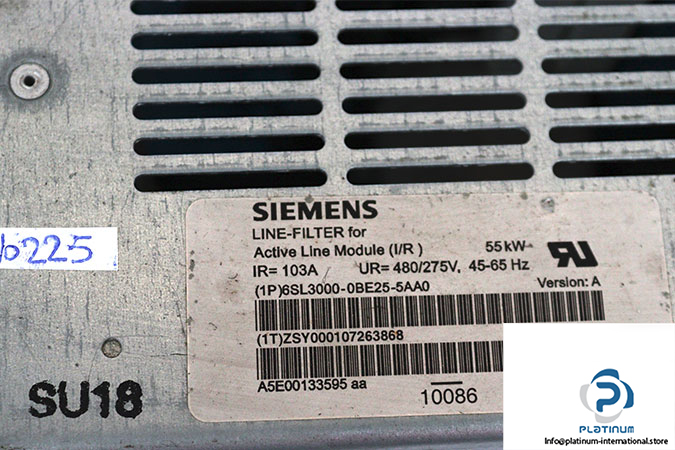 SIEMENS
LINE-FILTER for
Active Line Module (I/R) 55 kW
IR= 103A UR= 480/275V, 45-65 Hz
(1P)6SL3000-0BE25-5AA0 Version: A
(1T)ZSY000107263868
A5E00133595 aa
10086
6225
SU18
PLATINUM
Info@platinum-international.store